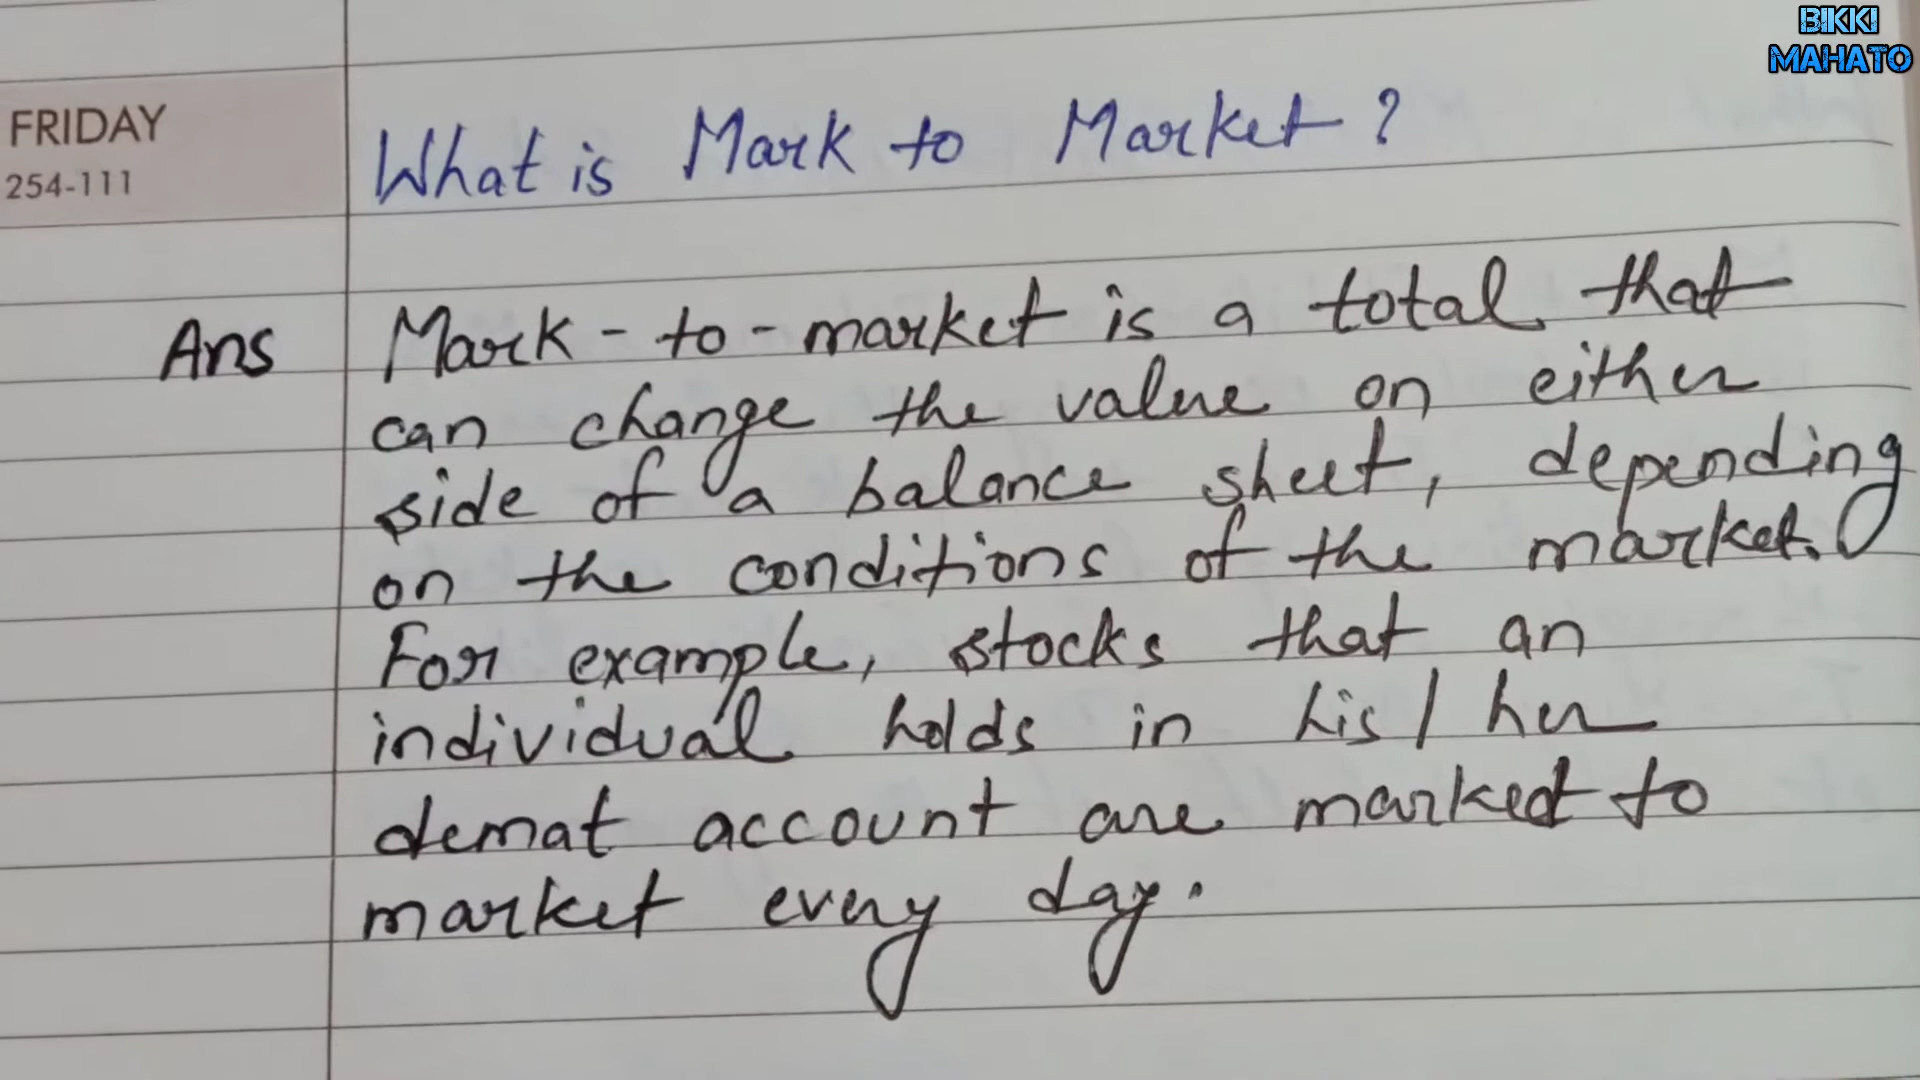 BIKKI
MAHATO
FRIDAY
254-111
What is Mark to Market?
Ans Mark-to-market is a total that
can change the value on either
side of a balance sheet, depending
on the conditions of the market.
For example, stocks that an
individual holds in his/her
demat account are marked to
market every day.